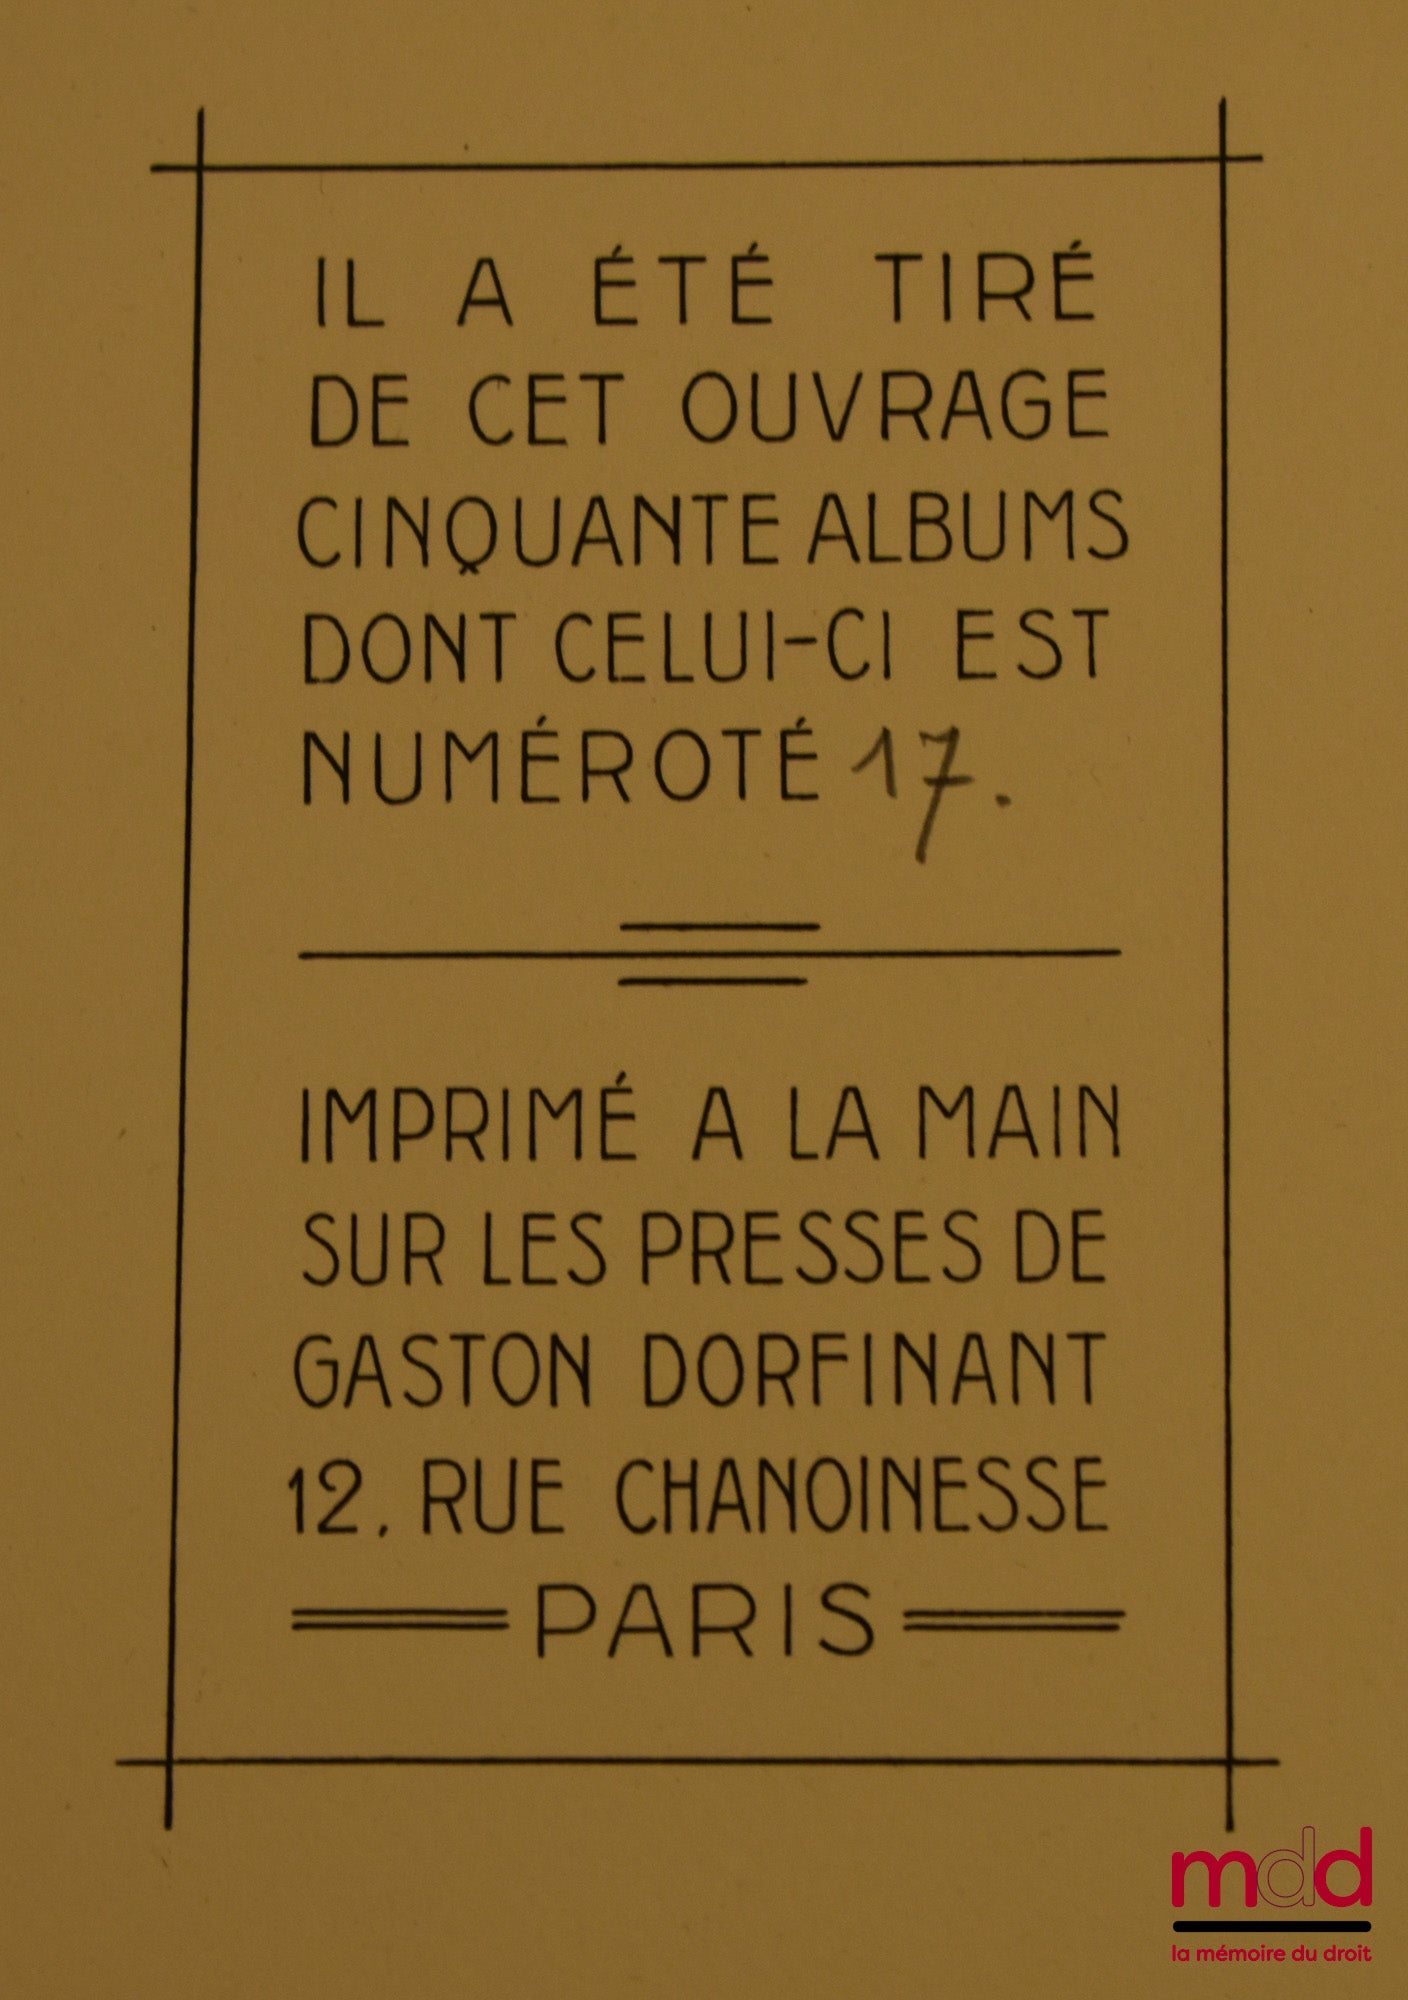 IL A ÉTÉ TIRÉ
DE CET OUVRAGE
CINQUANTE ALBUMS
DONT CELUI-CI EST
NUMÉROTÉ 17.
IMPRIMÉ A LA MAIN
SUR LES PRESSES DE
GASTON DORFINANT
12, RUE CHANOINESSE
PARIS
mdd
la mémoire du droit